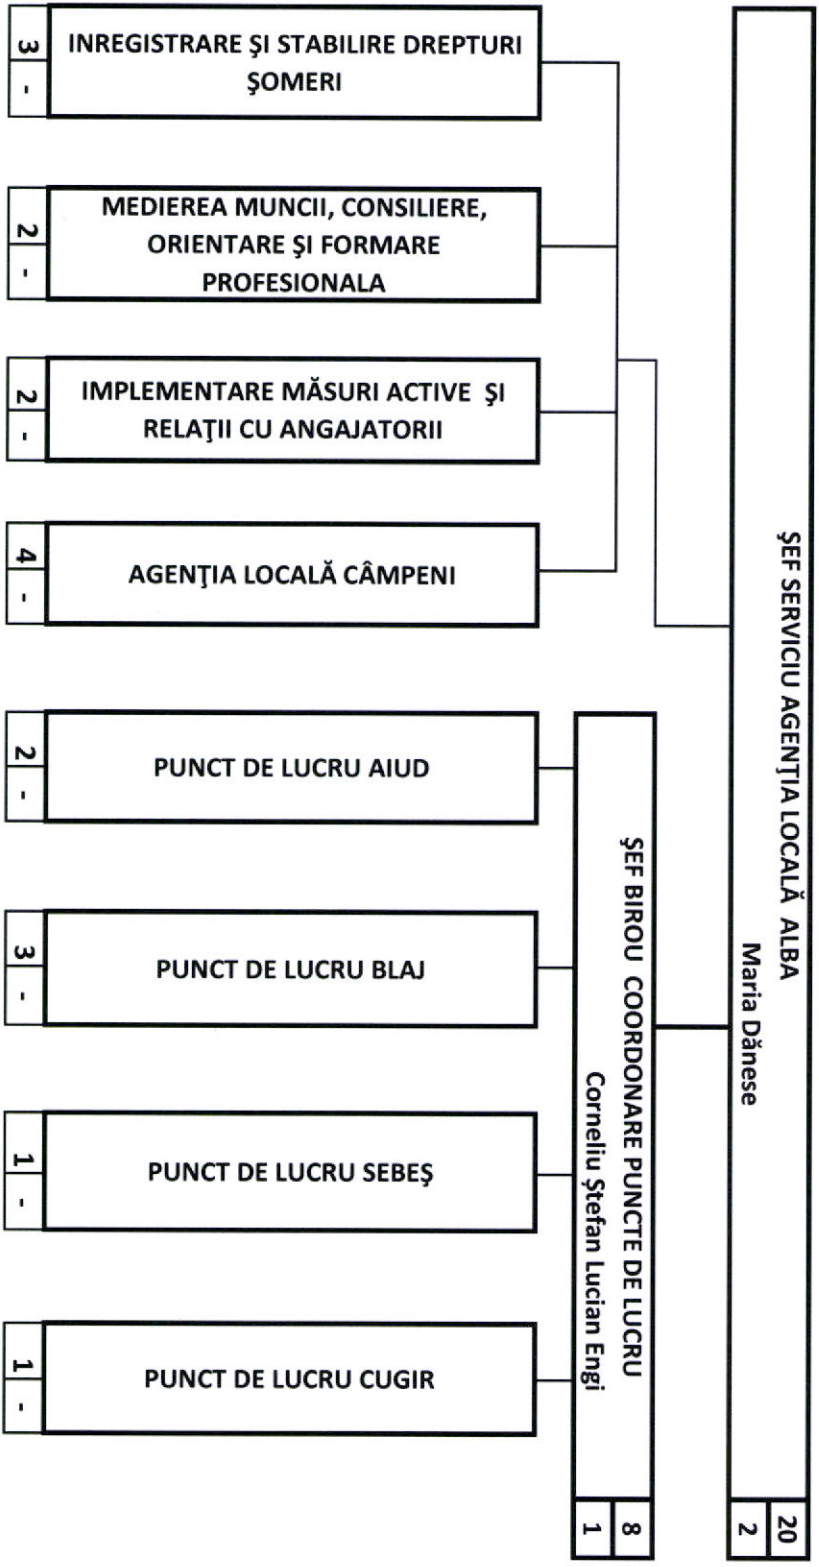 ŞEF SERVICIU AGENŢIA LOCALĂ ALBA
Maria Dănese
20
2
ŞEF BIROU COORDONARE PUNCTE DE LUCRU
Corneliu Ştefan Lucian Engi
8
1
INREGISTRARE ŞI STABILIRE DREPTURI
ŞOMERI
3
-
MEDIEREA MUNCII, CONSILIERE,
ORIENTARE ŞI FORMARE
PROFESIONALA
2
-
IMPLEMENTARE MĂSURI ACTIVE ŞI
RELAŢII CU ANGAJATORII
2
-
AGENŢIA LOCALĂ CÂMPENI
4
-
PUNCT DE LUCRU AIUD
2
-
PUNCT DE LUCRU BLAJ
3
-
PUNCT DE LUCRU SEBEŞ
1
-
PUNCT DE LUCRU CUGIR
1
-